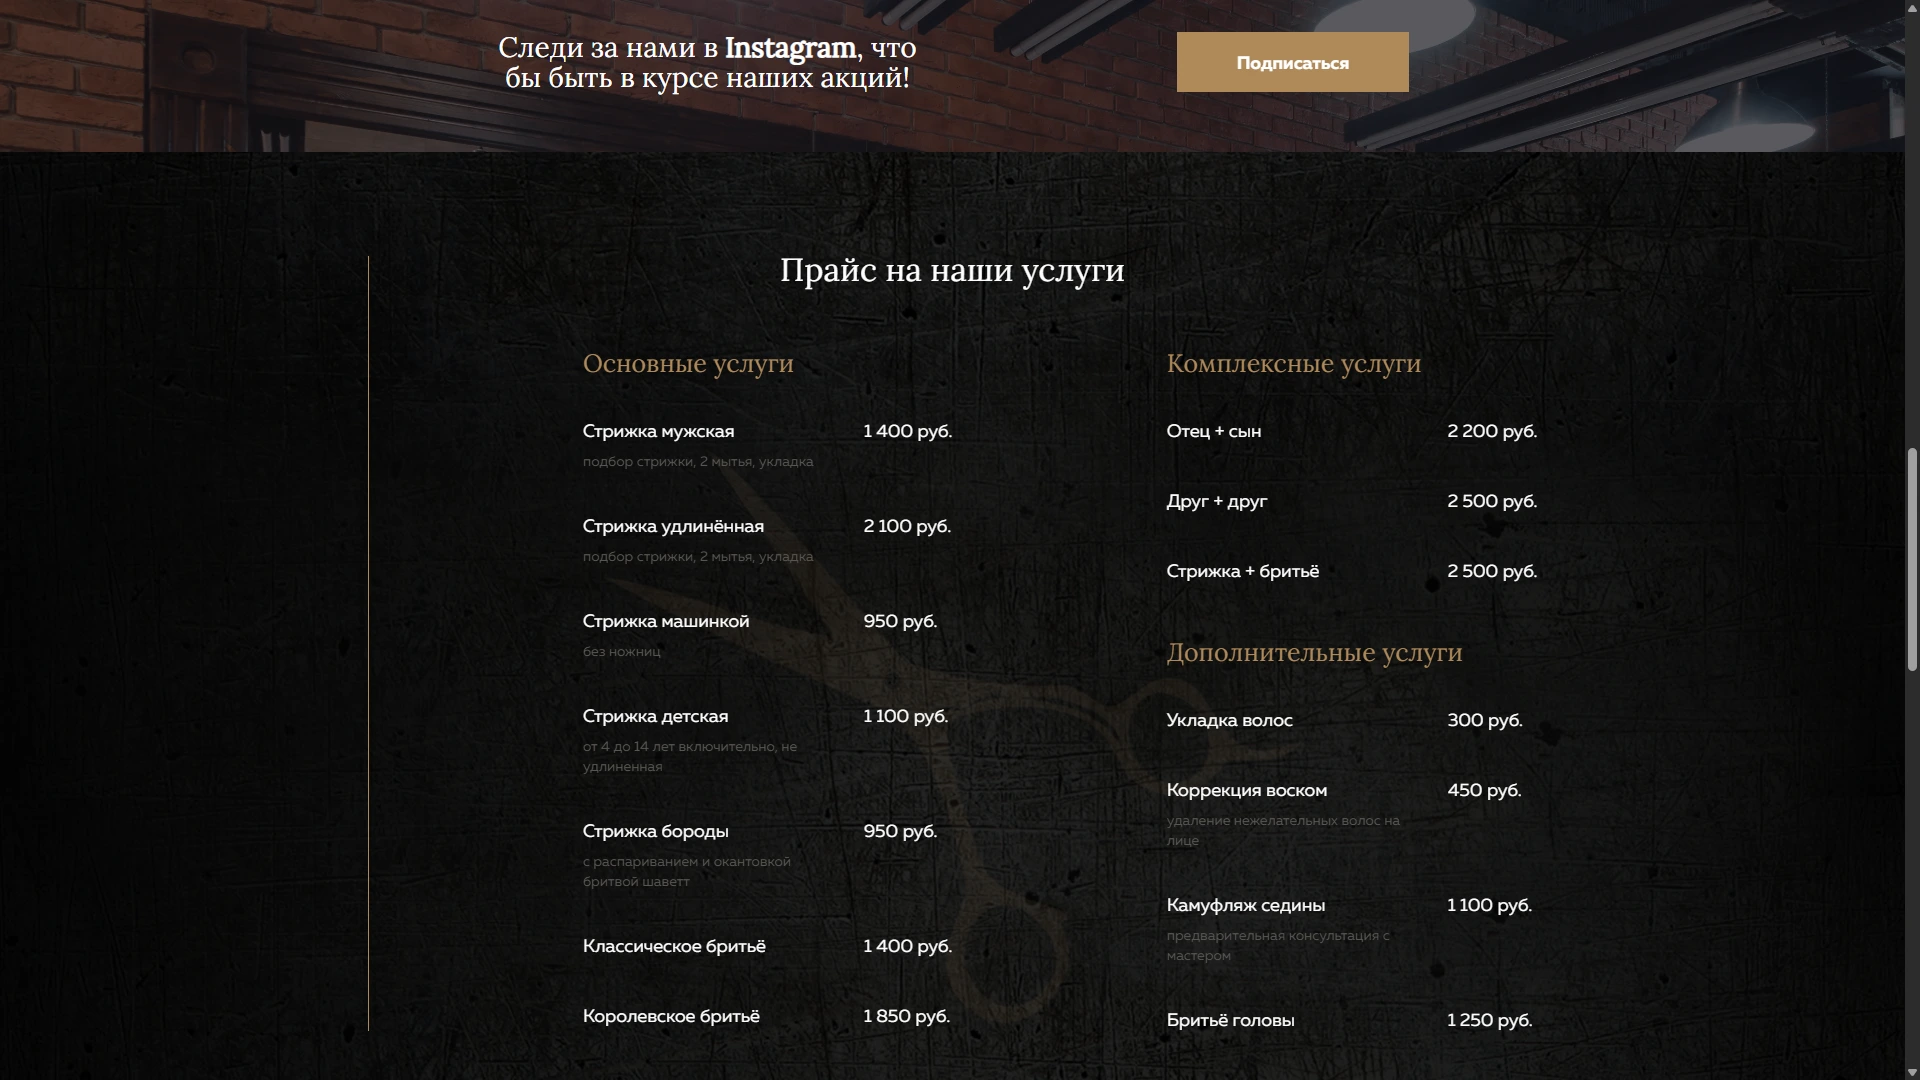 Следи за нами в Instagram, что
бы быть в курсе наших акций!
Подписаться
Прайс на наши услуги
Основные услуги
Стрижка мужская 1 400 руб.
подбор стрижки, 2 мытья, укладка
Стрижка удлинённая 2 100 руб.
подбор стрижки, 2 мытья, укладка
Стрижка машинкой 950 руб.
без ножниц
Стрижка детская 1 100 руб.
от 4 до 14 лет включительно, не
удлиненная
Стрижка бороды 950 руб.
с распариванием и окантовкой
бритвой шаветт
Классическое бритьё 1 400 руб.
Королевское бритьё 1 850 руб.
Комплексные услуги
Отец + сын 2 200 руб.
Друг + друг 2 500 руб.
Стрижка + бритьё 2 500 руб.
Дополнительные услуги
Укладка волос 300 руб.
Коррекция воском 450 руб.
удаление нежелательных волос на
лице
Камуфляж седины 1 100 руб.
предварительная консультация с
мастером
Бритьё головы 1 250 руб.